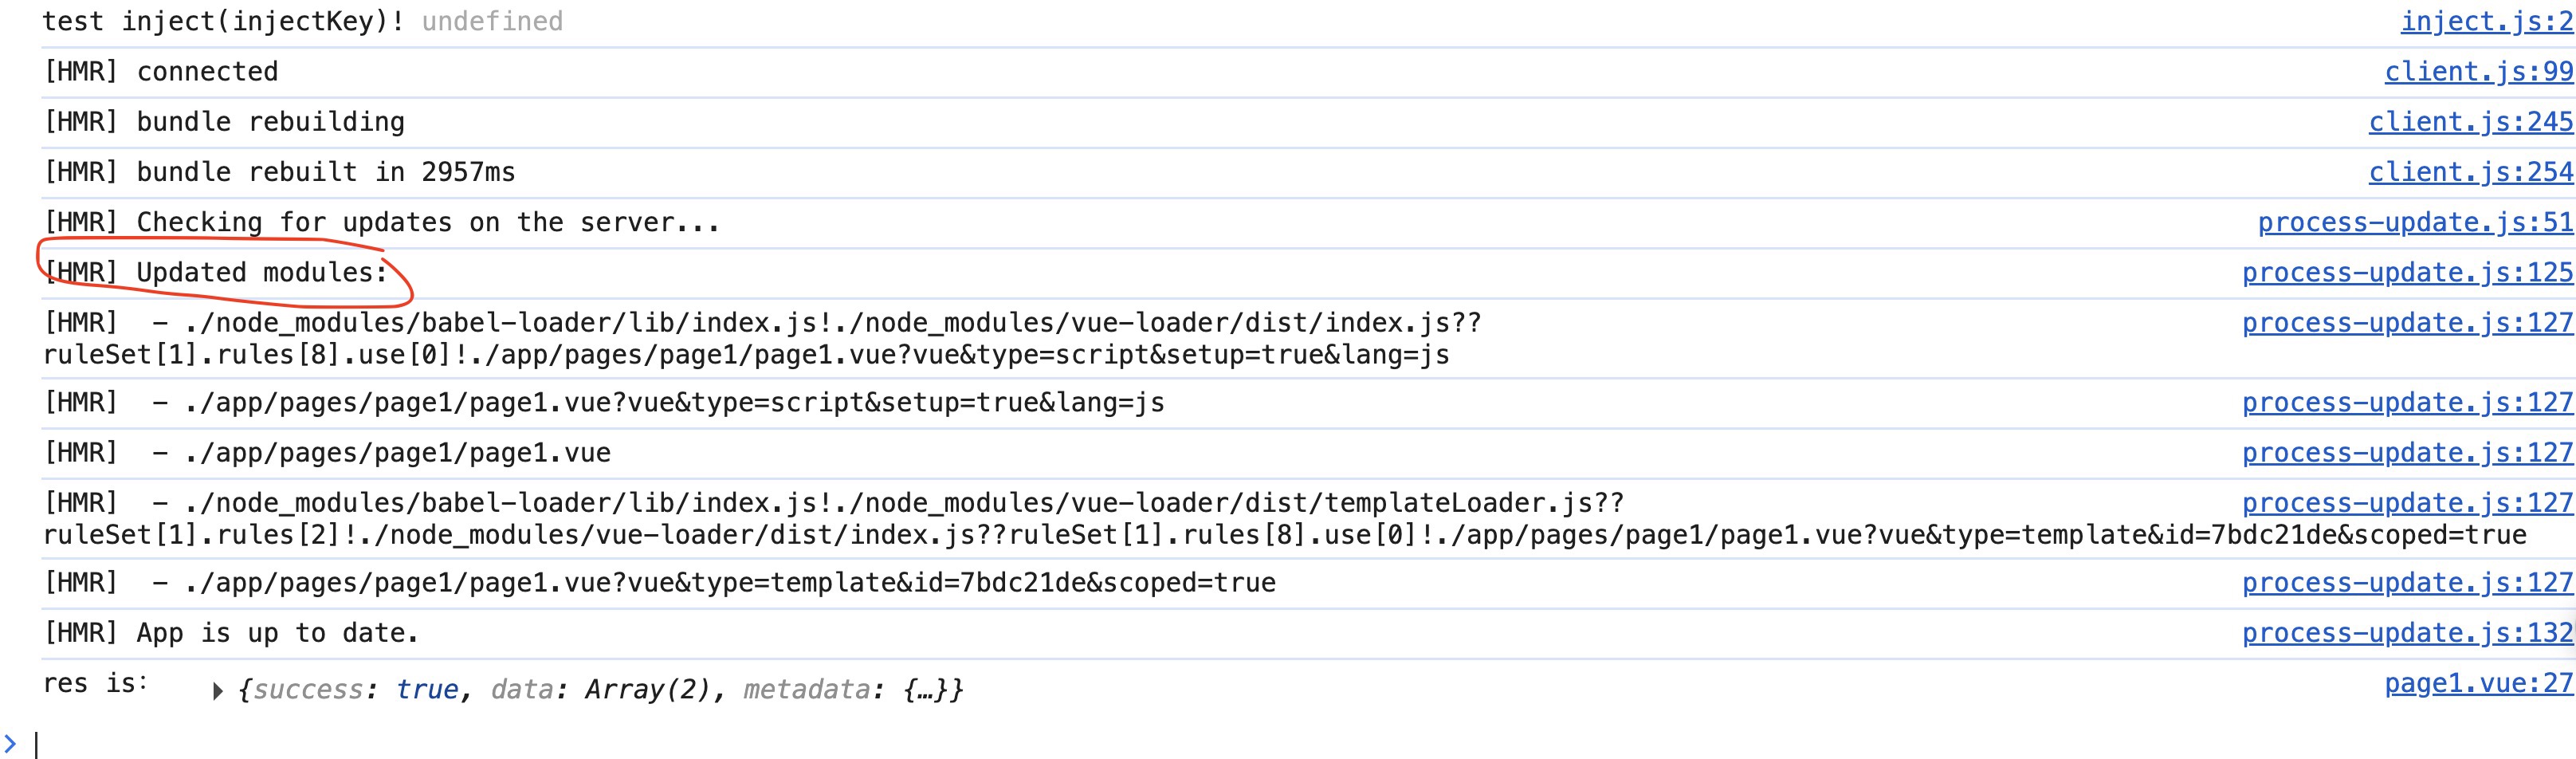 test inject(injectKey)! undefined inject.js:2
[HMR] connected client.js:99
[HMR] bundle rebuilding client.js:245
[HMR] bundle rebuilt in 2957ms client.js:254
[HMR] Checking for updates on the server... process-update.js:51
[HMR] Updated modules: process-update.js:125
[HMR]  - ./node_modules/babel-loader/lib/index.js!./node_modules/vue-loader/dist/index.js?? process-update.js:127
ruleSet[1].rules[8].use[0]!./app/pages/page1/page1.vue?vue&type=script&setup=true&lang=js
[HMR]  - ./app/pages/page1/page1.vue?vue&type=script&setup=true&lang=js process-update.js:127
[HMR]  - ./app/pages/page1/page1.vue process-update.js:127
[HMR]  - ./node_modules/babel-loader/lib/index.js!./node_modules/vue-loader/dist/templateLoader.js?? process-update.js:127
ruleSet[1].rules[2]!./node_modules/vue-loader/dist/index.js??ruleSet[1].rules[8].use[0]!./app/pages/page1/page1.vue?vue&type=template&id=7bdc21de&scoped=true
[HMR]  - ./app/pages/page1/page1.vue?vue&type=template&id=7bdc21de&scoped=true process-update.js:127
[HMR] App is up to date. process-update.js:132
res is: {success: true, data: Array(2), metadata: {…}} page1.vue:27